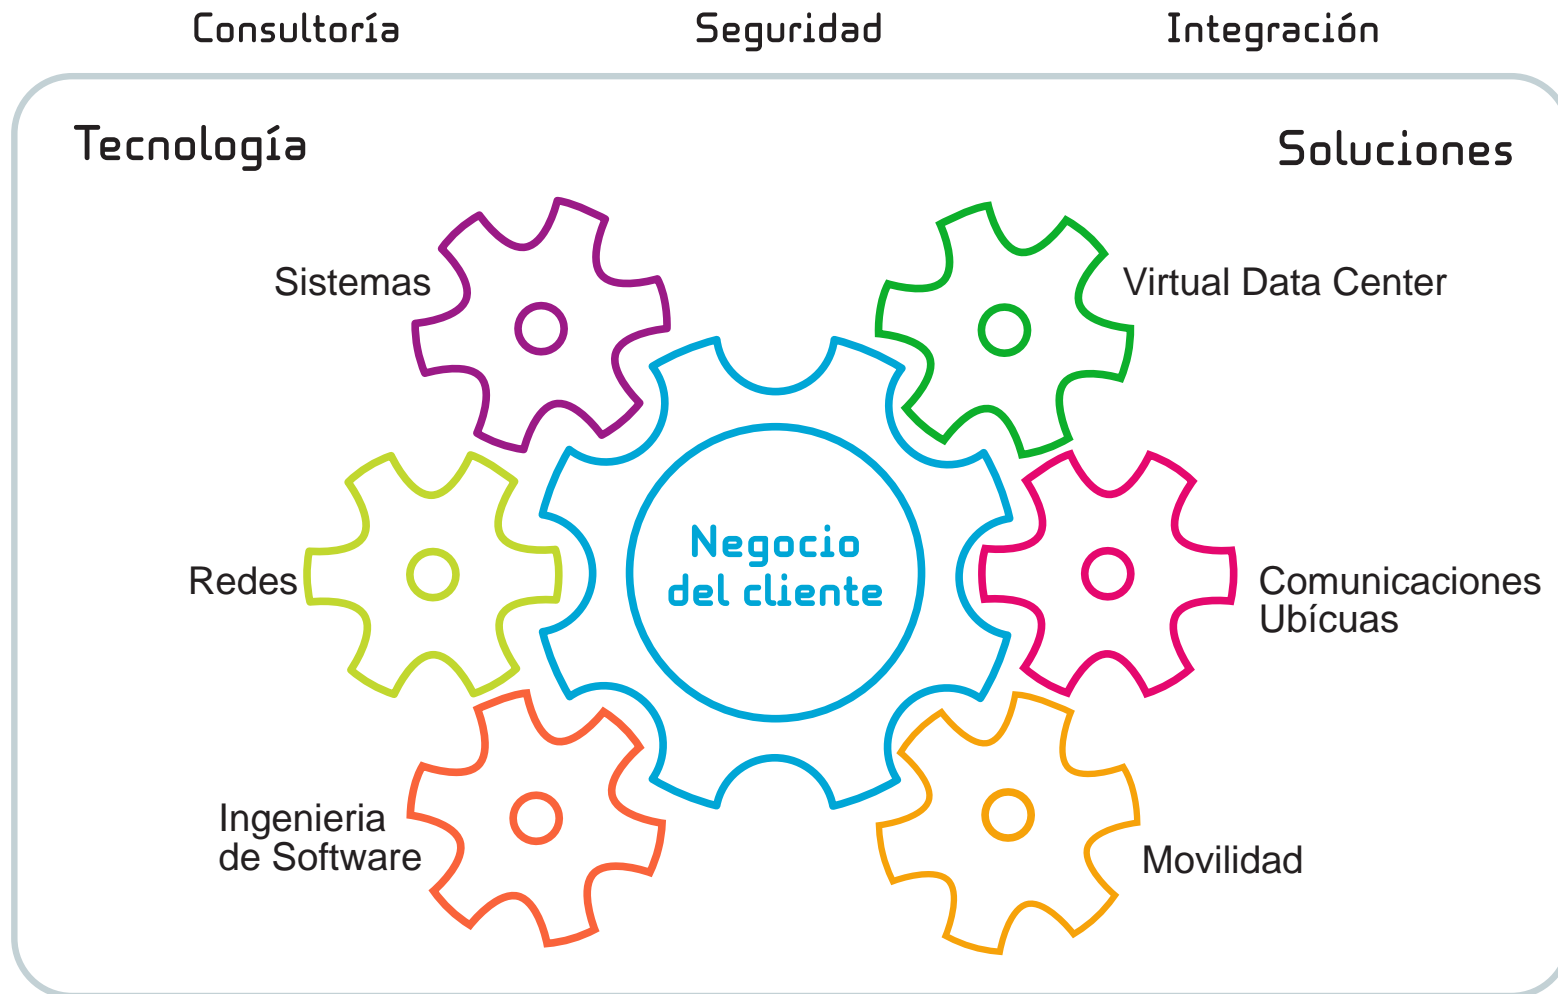 Consultoría Seguridad Integración
Tecnología Soluciones
Sistemas
Virtual Data Center
Negocio
del cliente
Redes
Comunicaciones
Ubícuas
Ingenieria
de Software
Movilidad